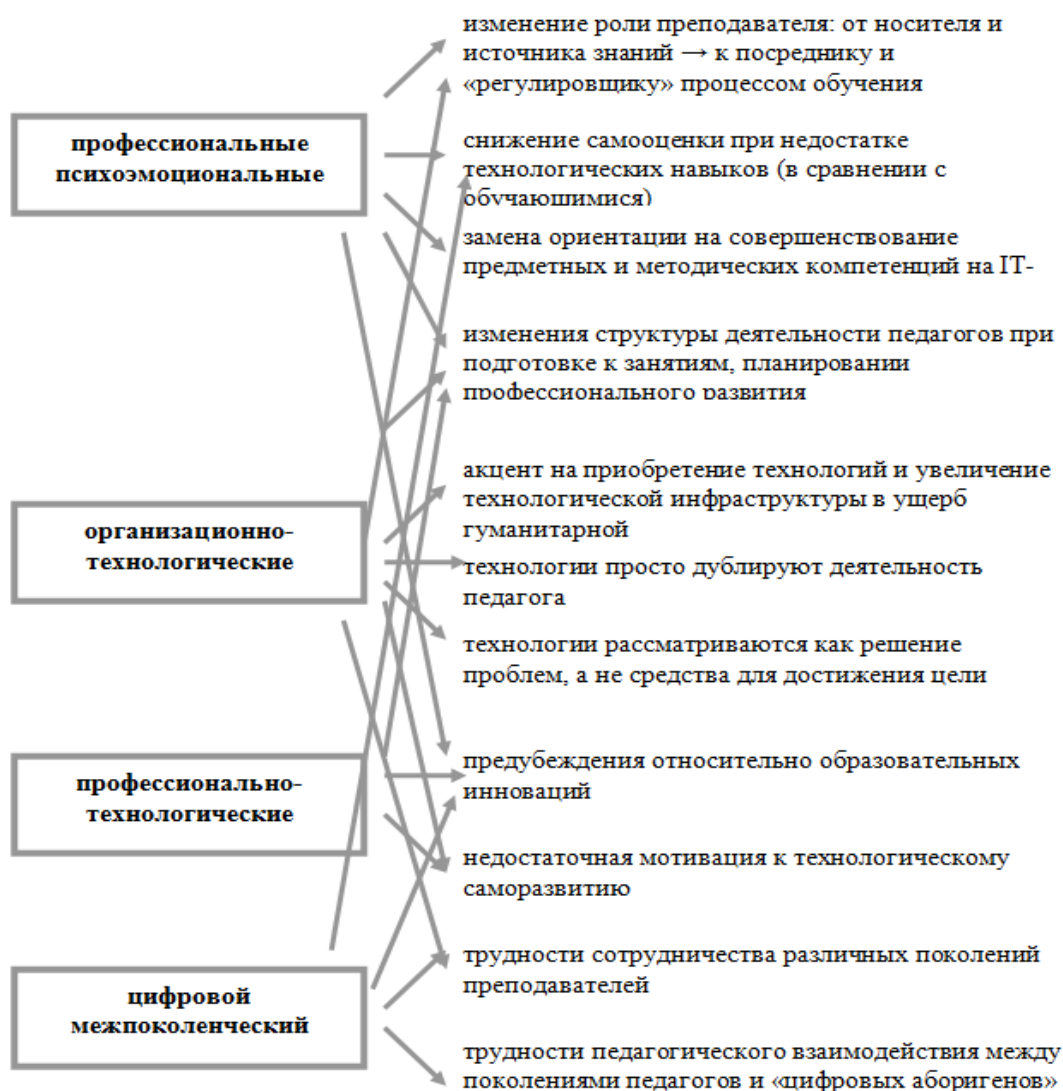 профессиональные
психоэмоциональные
организационно-
технологические
профессионально-
технологические
цифровой
межпоколенческий
изменение роли преподавателя: от носителя и
источника знаний → к посреднику и
«регулировщику» процессом обучения
снижение самооценки при недостатке
технологических навыков (в сравнении с
обучающимися)
замена ориентации на совершенствование
предметных и методических компетенций на IT-
изменения структуры деятельности педагогов при
подготовке к занятиям, планировании
профессионального развития
акцент на приобретение технологий и увеличение
технологической инфраструктуры в ущерб
гуманитарной
технологии просто дублируют деятельность
педагога
технологии рассматриваются как решение
проблем, а не средства для достижения цели
предубеждения относительно образовательных
инноваций
недостаточная мотивация к технологическому
саморазвитию
трудности сотрудничества различных поколений
преподавателей
трудности педагогического взаимодействия между
поколениями педагогов и «цифровых аборигенов»